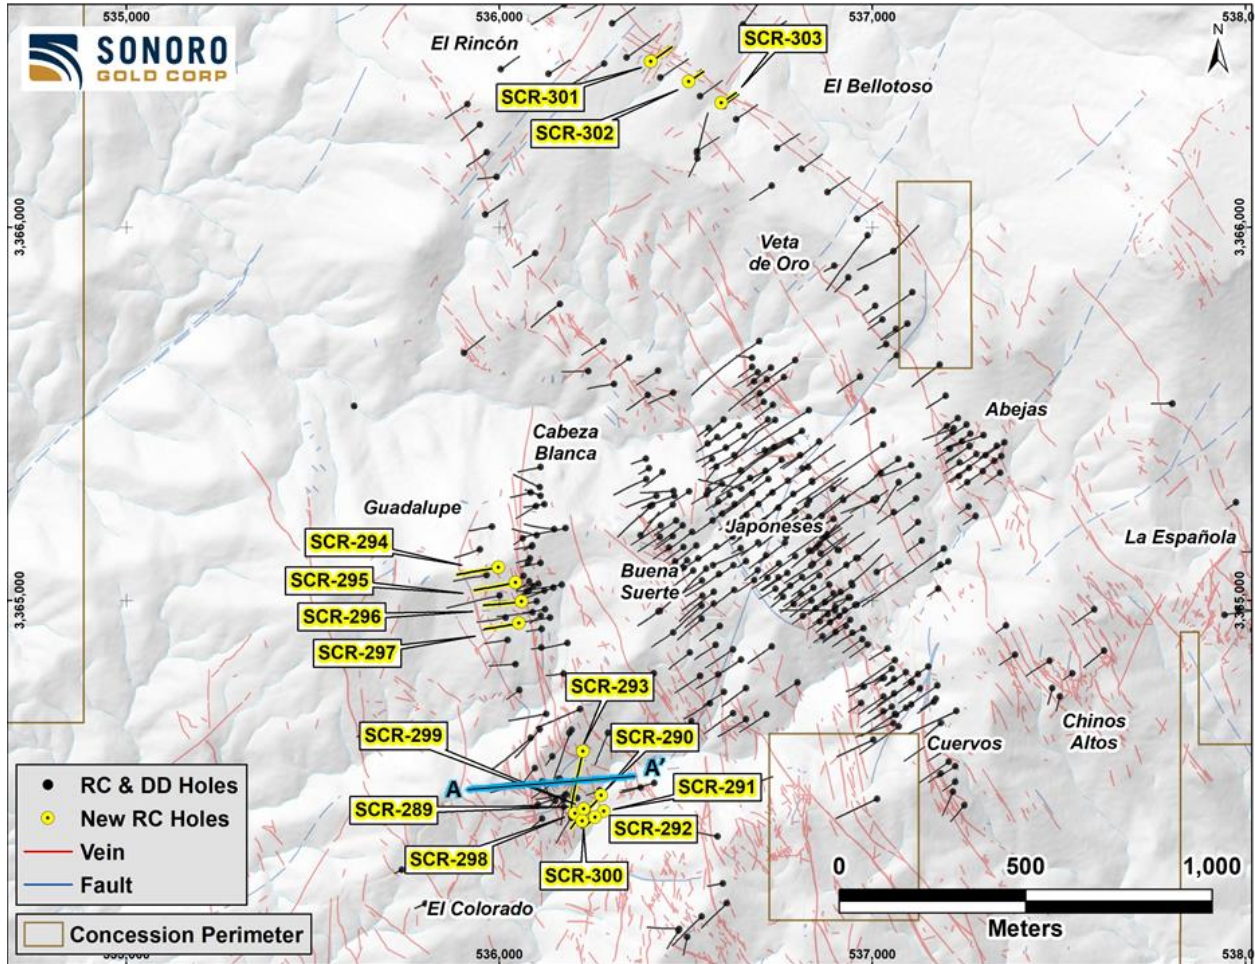 535,000
536,000
537,000
538,0
SONORO
GOLD CORP
El Rincón
SCR-303
N
SCR-301
El Bellotoso
SCR-302
3,366,000
3,366,000
Veta
de Oro
Abejas
Cabeza
Blanca
Guadalupe
Japoneses
La Española
SCR-294
SCR-295
Buena
Suerte
SCR-296
3,365,000
3,365,000
SCR-297
SCR-293
Chinos
Altos
SCR-299
SCR-290
Cuervos
A
A'
SCR-291
SCR-289
SCR-292
SCR-298
SCR-300
El Colorado
RC & DD Holes
New RC Holes
Vein
Fault
Concession Perimeter
0
500
1,000
Meters
535,000
536,000
537,000
538,0